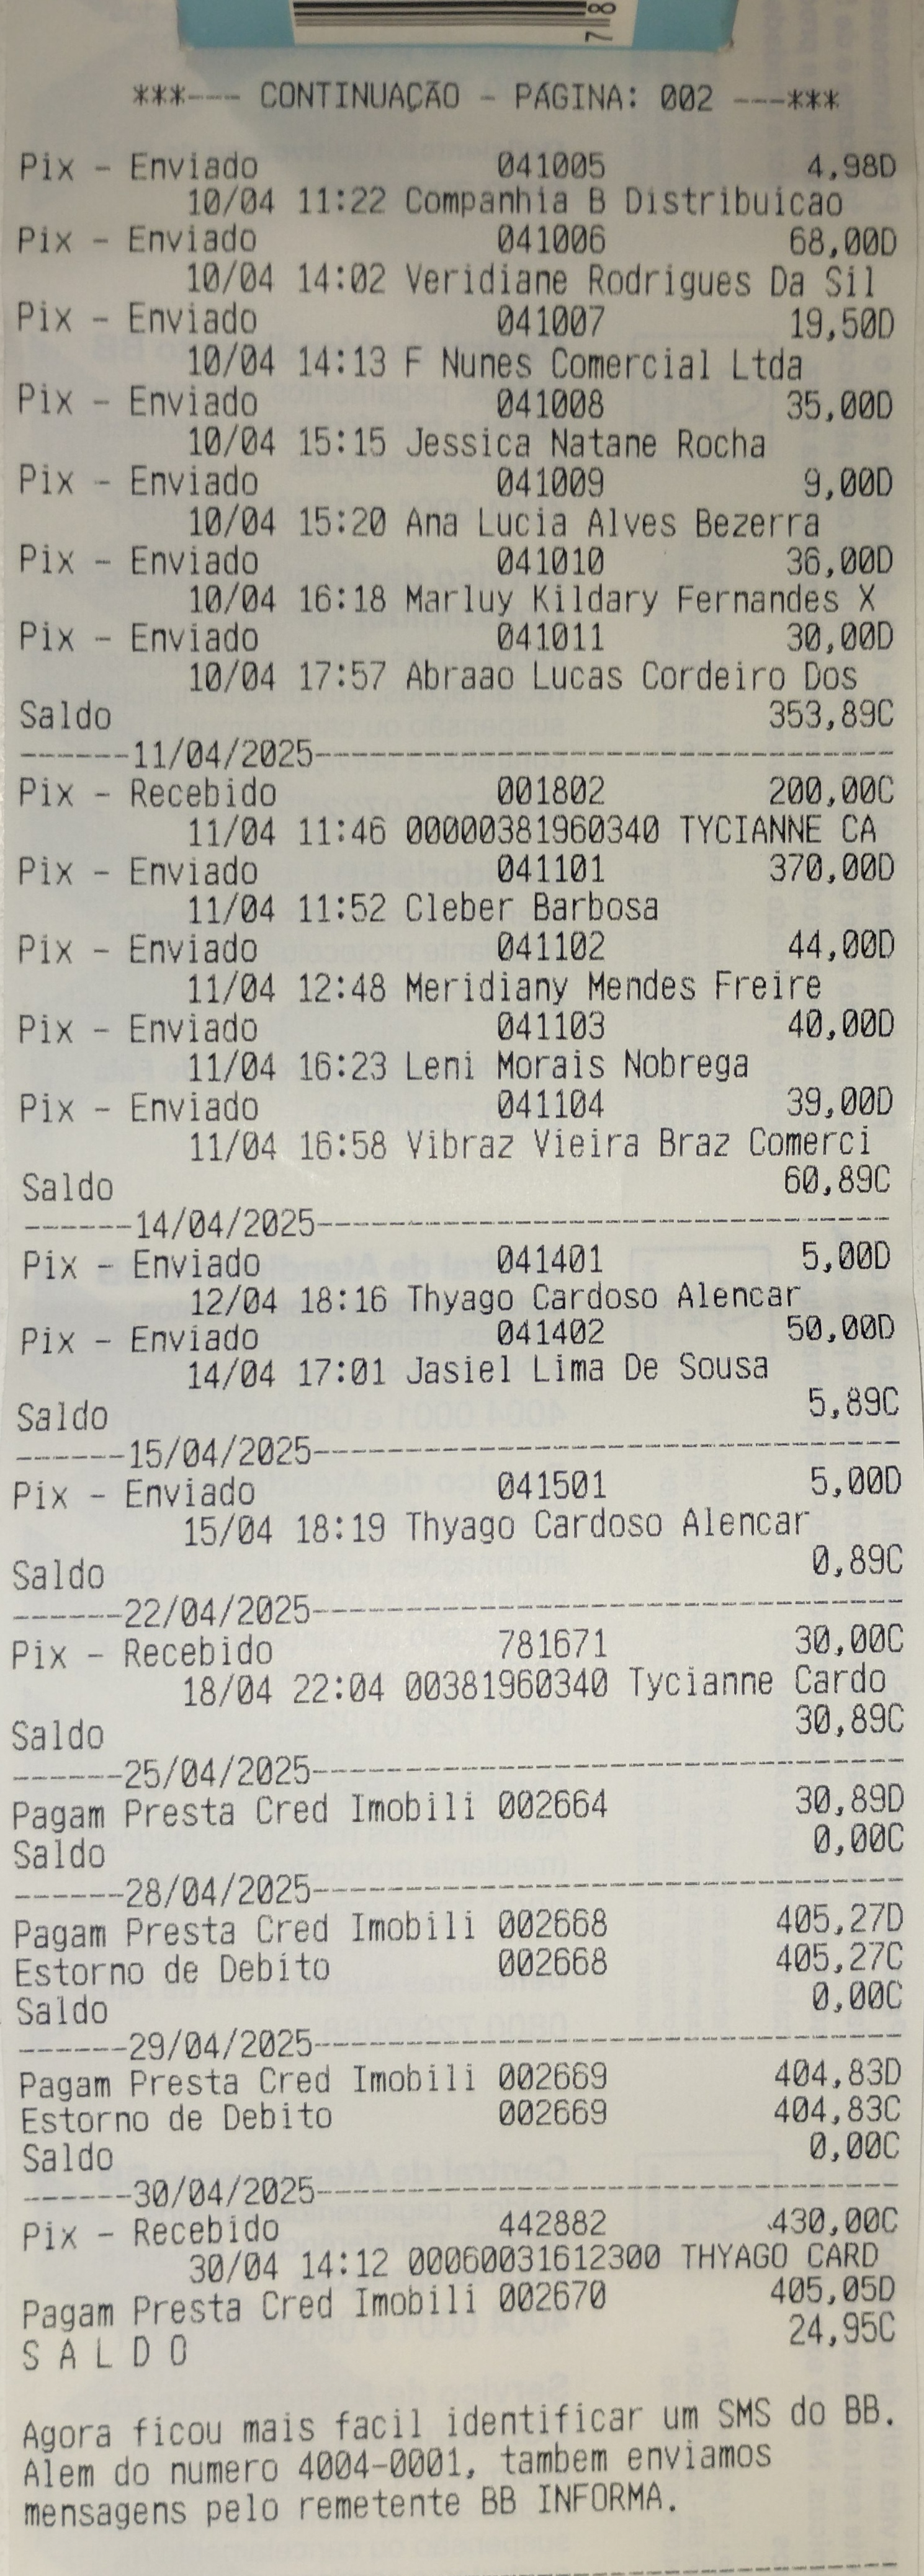 7 8
***--- CONTINUAÇÃO - PÁGINA: 002 ---***
Pix - Enviado 041005 4,98D
10/04 11:22 Companhia B Distribuicao
Pix - Enviado 041006 68,00D
10/04 14:02 Veridiane Rodrigues Da Sil
Pix - Enviado 041007 19,50D
10/04 14:13 F Nunes Comercial Ltda
Pix - Enviado 041008 35,00D
10/04 15:15 Jessica Natane Rocha
Pix - Enviado 041009 9,00D
10/04 15:20 Ana Lucia Alves Bezerra
Pix - Enviado 041010 36,00D
10/04 16:18 Marluy Kildary Fernandes X
Pix - Enviado 041011 30,00D
10/04 17:57 Abraao Lucas Cordeiro Dos
Saldo 353,89C
------11/04/2025--------------------------------
Pix - Recebido 001802 200,00C
11/04 11:46 00000381960340 TYCIANNE CA
Pix - Enviado 041101 370,00D
11/04 11:52 Cleber Barbosa
Pix - Enviado 041102 44,00D
11/04 12:48 Meridiany Mendes Freire
Pix - Enviado 041103 40,00D
11/04 16:23 Leni Morais Nobrega
Pix - Enviado 041104 39,00D
11/04 16:58 Vibraz Vieira Braz Comerci
Saldo 60,89C
------14/04/2025--------------------------------
Pix - Enviado 041401 5,00D
12/04 18:16 Thyago Cardoso Alencar
Pix - Enviado 041402 50,00D
14/04 17:01 Jasiel Lima De Sousa
Saldo 5,89C
------15/04/2025--------------------------------
Pix - Enviado 041501 5,00D
15/04 18:19 Thyago Cardoso Alencar
Saldo 0,89C
------22/04/2025--------------------------------
Pix - Recebido 781671 30,00C
18/04 22:04 00381960340 Tycianne Cardo
Saldo 30,89C
------25/04/2025--------------------------------
Pagam Presta Cred Imobili 002664 30,89D
Saldo 0,00C
------28/04/2025--------------------------------
Pagam Presta Cred Imobili 002668 405,27D
Estorno de Debito 002668 405,27C
Saldo 0,00C
------29/04/2025--------------------------------
Pagam Presta Cred Imobili 002669 404,83D
Estorno de Debito 002669 404,83C
Saldo 0,00C
------30/04/2025--------------------------------
Pix - Recebido 442882 430,00C
30/04 14:12 00060031612300 THYAGO CARD
Pagam Presta Cred Imobili 002670 405,05D
S A L D O 24,95C
Agora ficou mais facil identificar um SMS do BB.
Alem do numero 4004-0001, tambem enviamos
mensagens pelo remetente BB INFORMA.